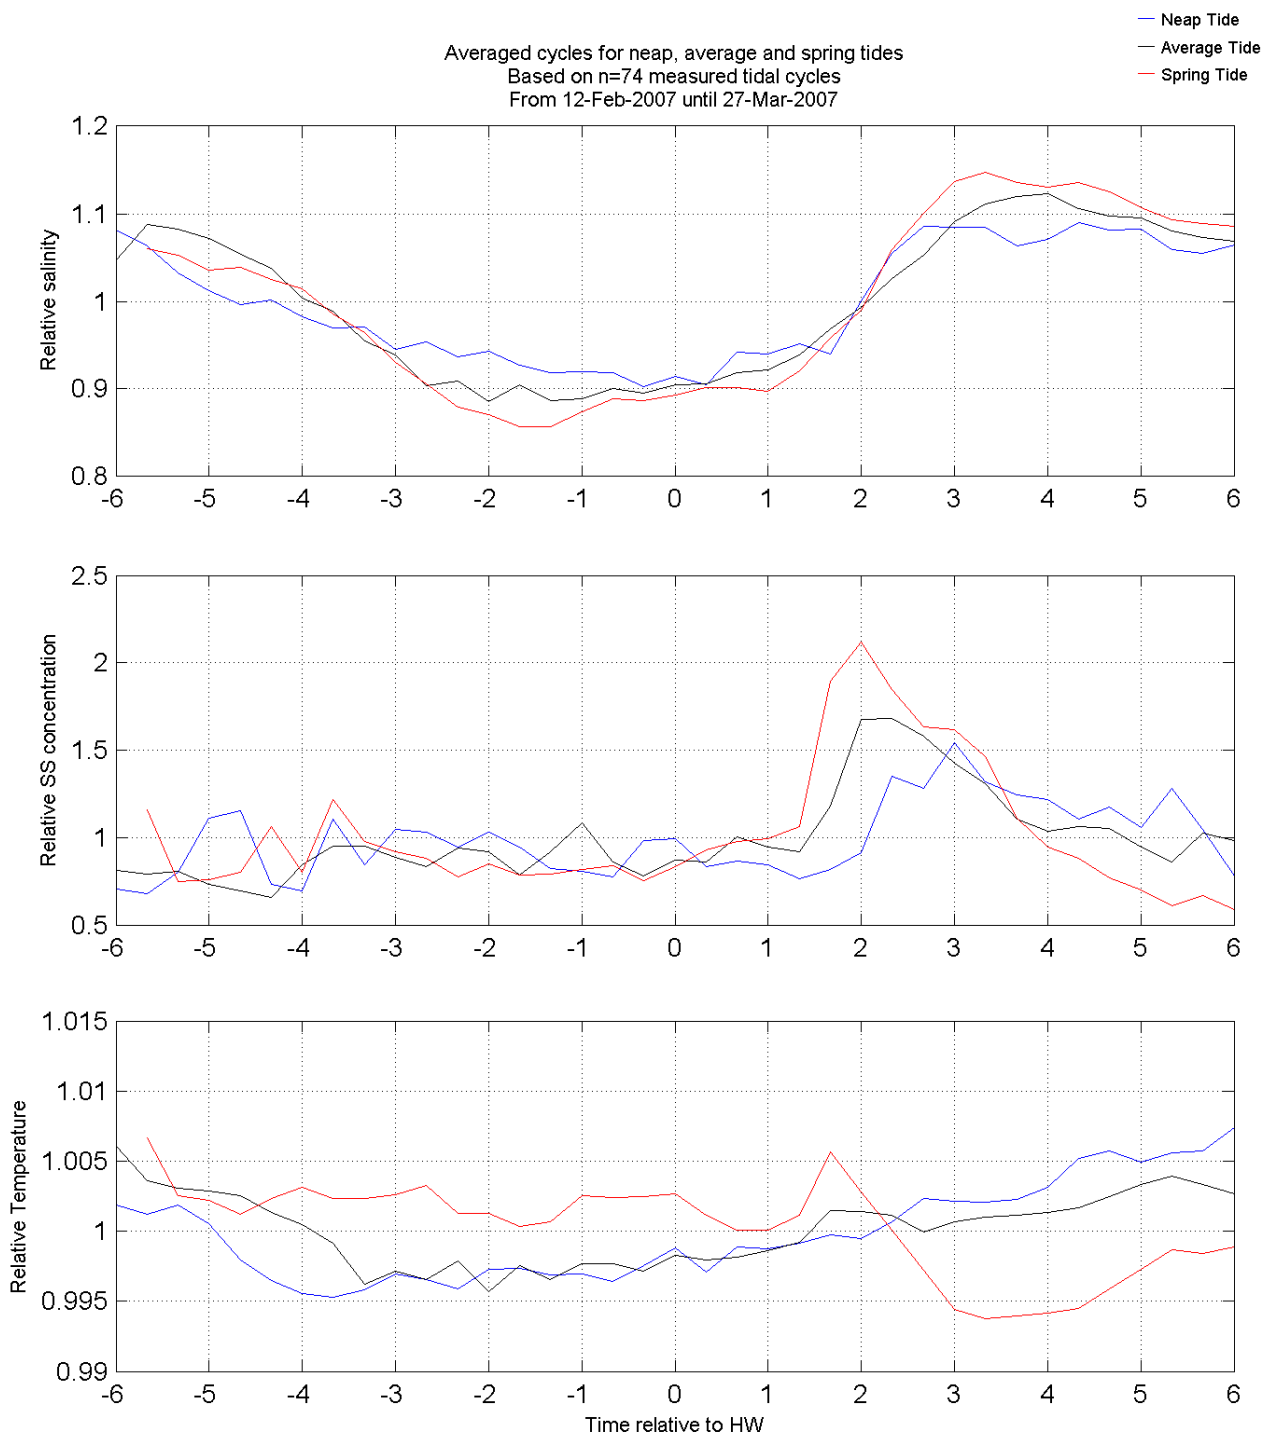 Neap Tide
Average Tide
Spring Tide
Averaged cycles for neap, average and spring tides
Based on n=74 measured tidal cycles
From 12-Feb-2007 until 27-Mar-2007
Relative salinity
1.2
1.1
1
0.9
0.8
-6 -5 -4 -3 -2 -1 0 1 2 3 4 5 6
Relative SS concentration
2.5
2
1.5
1
0.5
-6 -5 -4 -3 -2 -1 0 1 2 3 4 5 6
Relative Temperature
1.015
1.01
1.005
1
0.995
0.99
-6 -5 -4 -3 -2 -1 0 1 2 3 4 5 6
Time relative to HW